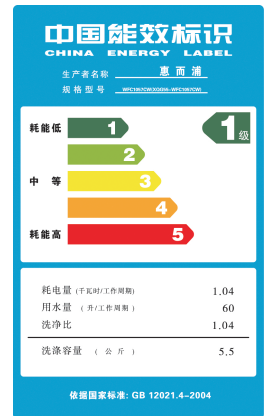 中国能效标识
CHINA ENERGY LABEL
生产者名称 惠而浦
规格型号
耗能低 1 1级
2
中 等 3
4
耗能高 5
耗电量 (千瓦时/工作周期) 1.04
用水量 (升/工作周期) 60
洗净比 1.04
洗涤容量 (公斤) 5.5
依据国家标准: GB 12021.4-2004